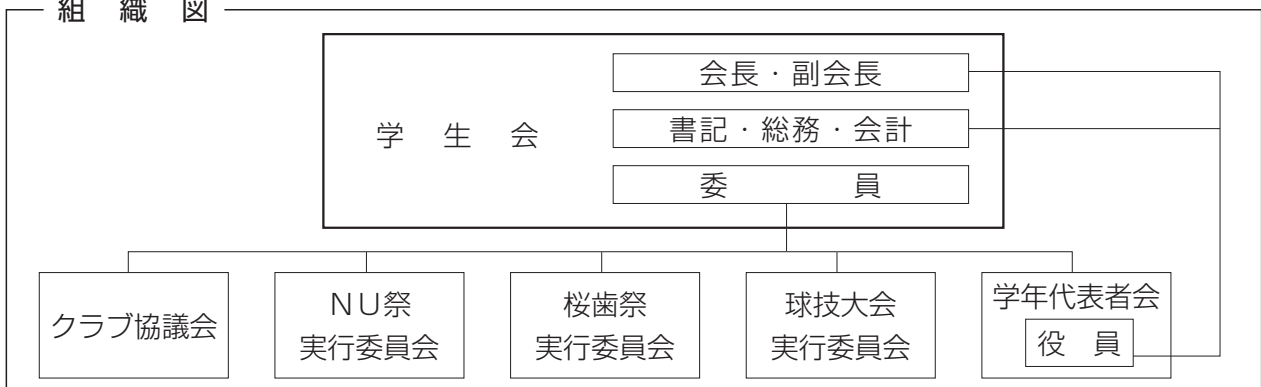 組 織 図
学 生 会
会長・副会長
書記・総務・会計
委 員
クラブ協議会
NU祭
実行委員会
桜歯祭
実行委員会
球技大会
実行委員会
学年代表者会
役 員